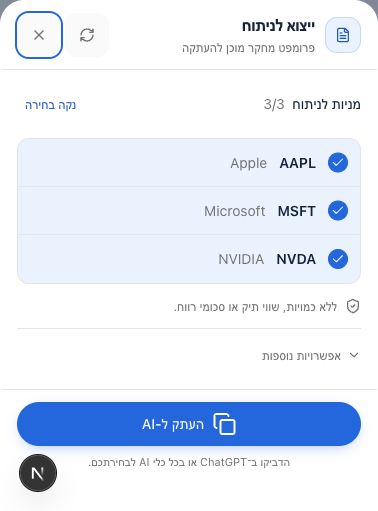 ייצוא לניתוח
פרומפט מחקר מוכן להעתקה
מניות לניתוח 3/3
נקה בחירה
AAPL Apple
MSFT Microsoft
NVDA NVIDIA
ללא כמויות, שווי תיק או סכומי רווח.
אפשרויות נוספות
העתק ל-AI
הדביקו ב־ChatGPT או בכל כלי AI לבחירתכם.
N